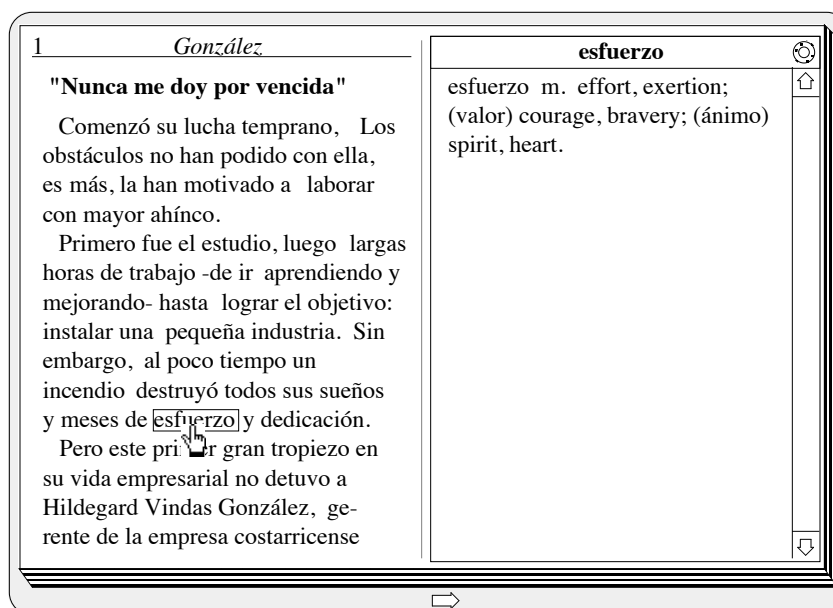 1 González
"Nunca me doy por vencida"
Comenzó su lucha temprano, Los
obstáculos no han podido con ella,
es más, la han motivado a laborar
con mayor ahínco.
Primero fue el estudio, luego largas
horas de trabajo -de ir aprendiendo y
mejorando- hasta lograr el objetivo:
instalar una pequeña industria. Sin
embargo, al poco tiempo un
incendio destruyó todos sus sueños
y meses de esfuerzo y dedicación.
Pero este primer gran tropiezo en
su vida empresarial no detuvo a
Hildegard Vindas González, ge-
rente de la empresa costarricense
esfuerzo
esfuerzo m. effort, exertion;
(valor) courage, bravery; (ánimo)
spirit, heart.